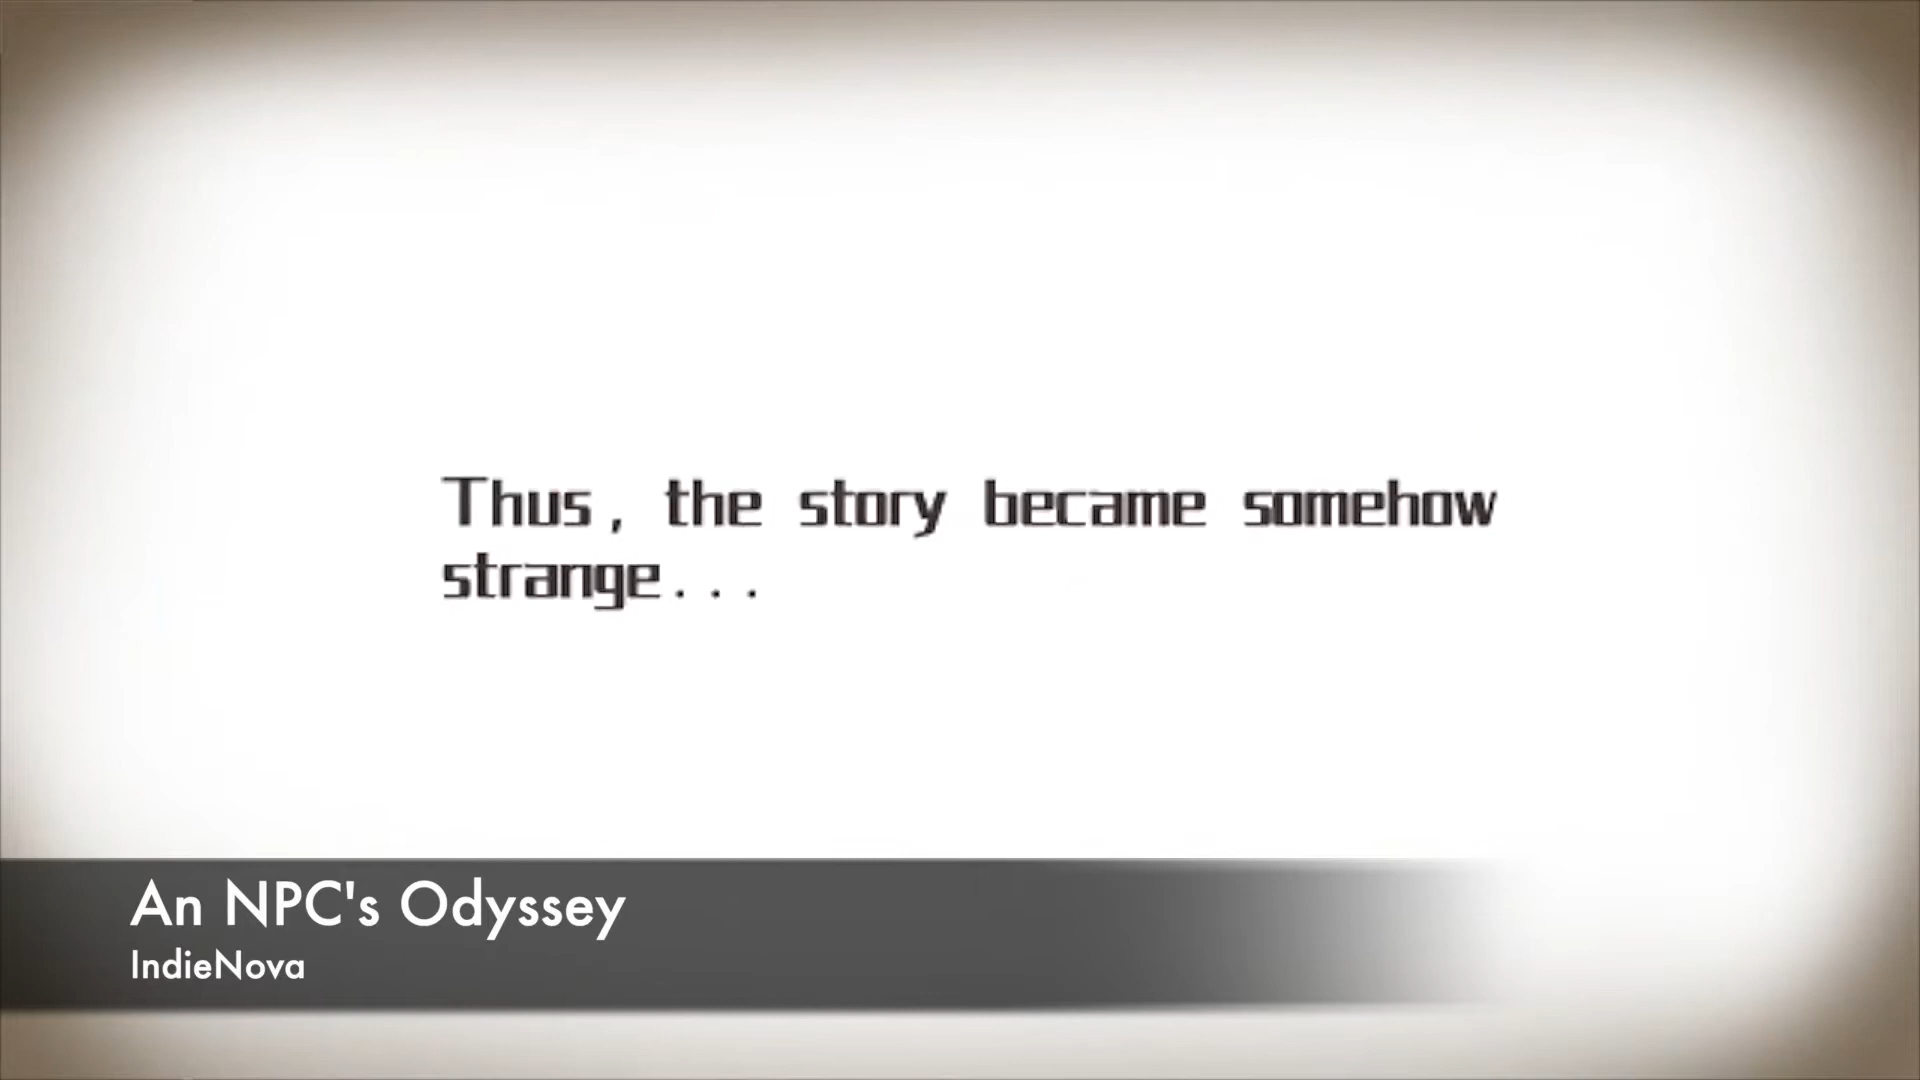 Thus, the story became somehow
strange...
An NPC's Odyssey
IndieNova